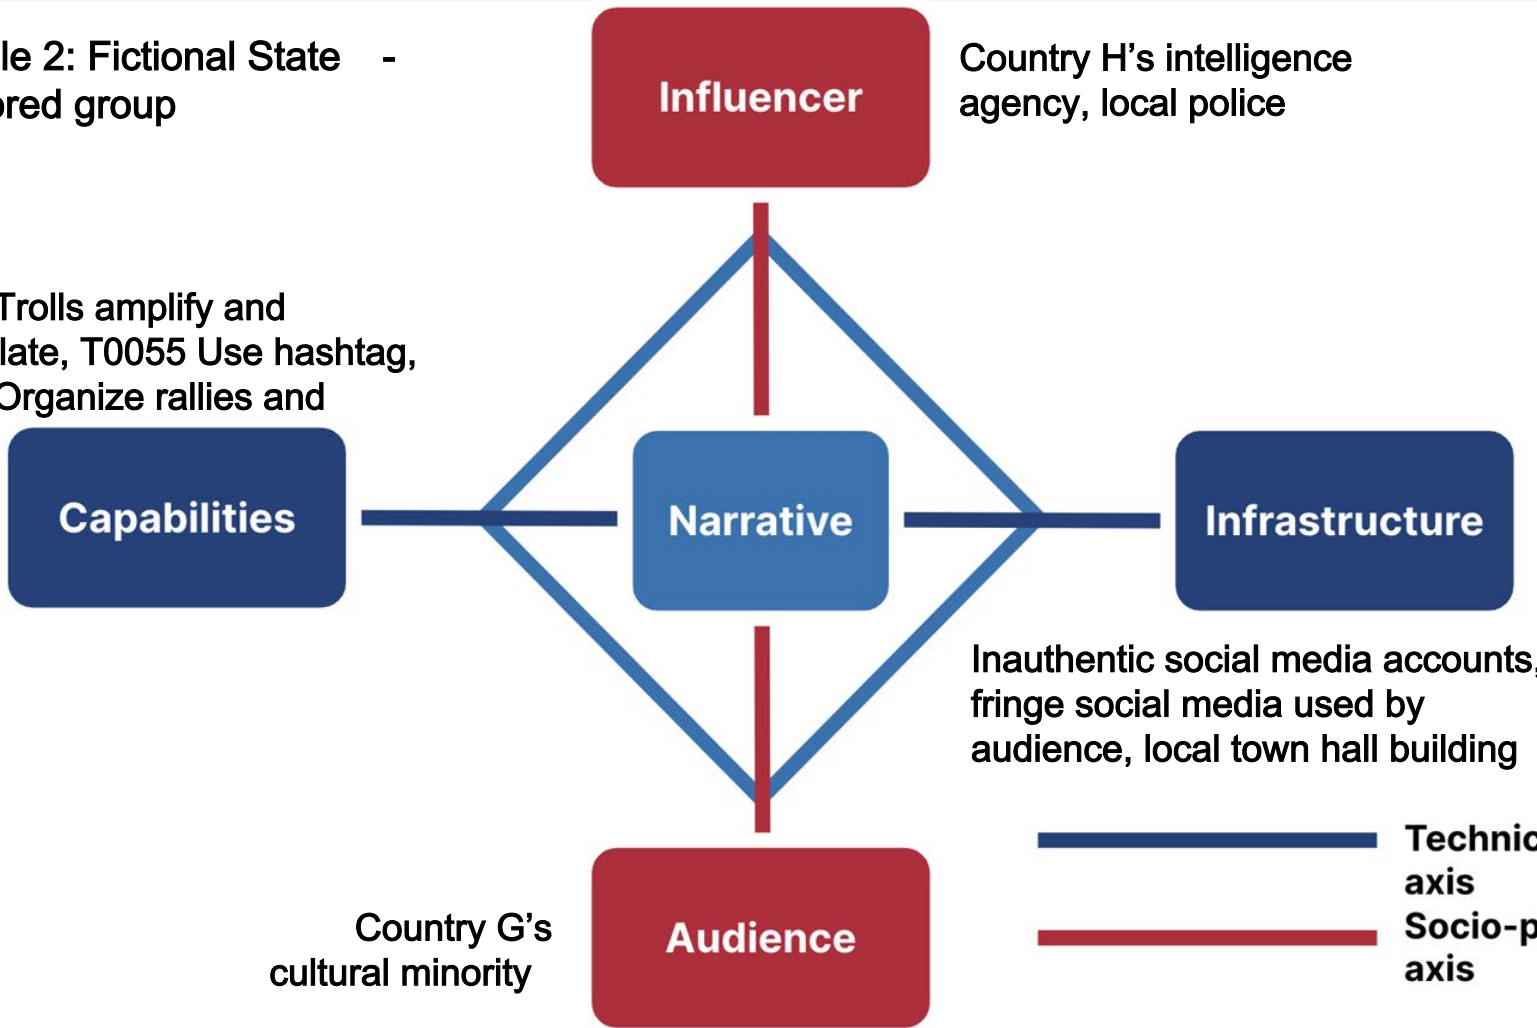 le 2: Fictional State -
ored group
Influencer
Country H’s intelligence
agency, local police
Trolls amplify and
late, T0055 Use hashtag,
Organize rallies and
Capabilities
Narrative
Infrastructure
Inauthentic social media accounts,
fringe social media used by
audience, local town hall building
Country G’s
cultural minority
Audience
Technic
axis
Socio-p
axis